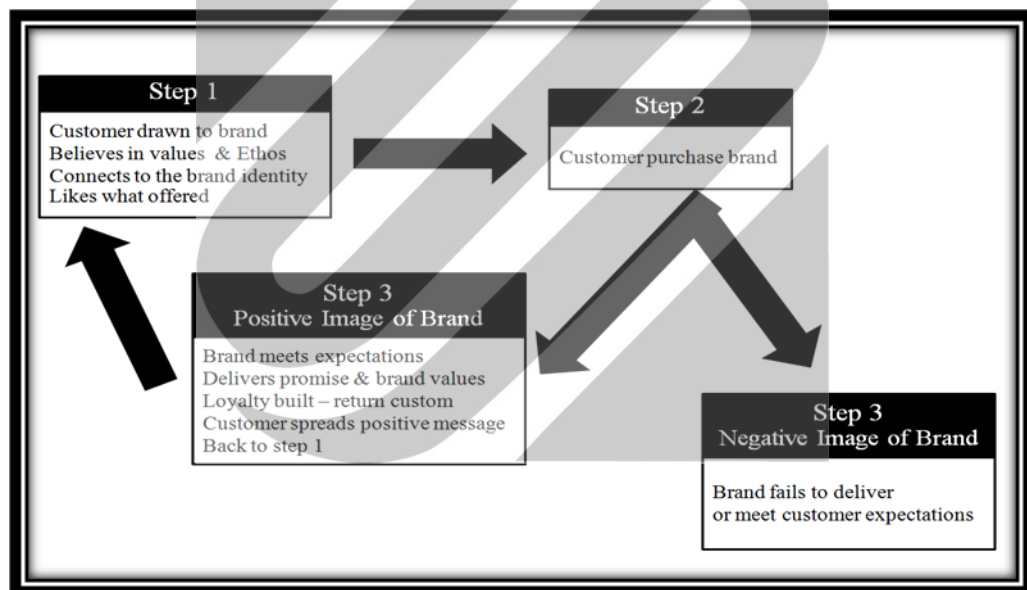 Step 1
Customer drawn to brand
Believes in values & Ethos
Connects to the brand identity
Likes what offered
Step 2
Customer purchase brand
Step 3
Positive Image of Brand
Brand meets expectations
Delivers promise & brand values
Loyalty built – return custom
Customer spreads positive message
Back to step 1
Step 3
Negative Image of Brand
Brand fails to deliver
or meet customer expectations